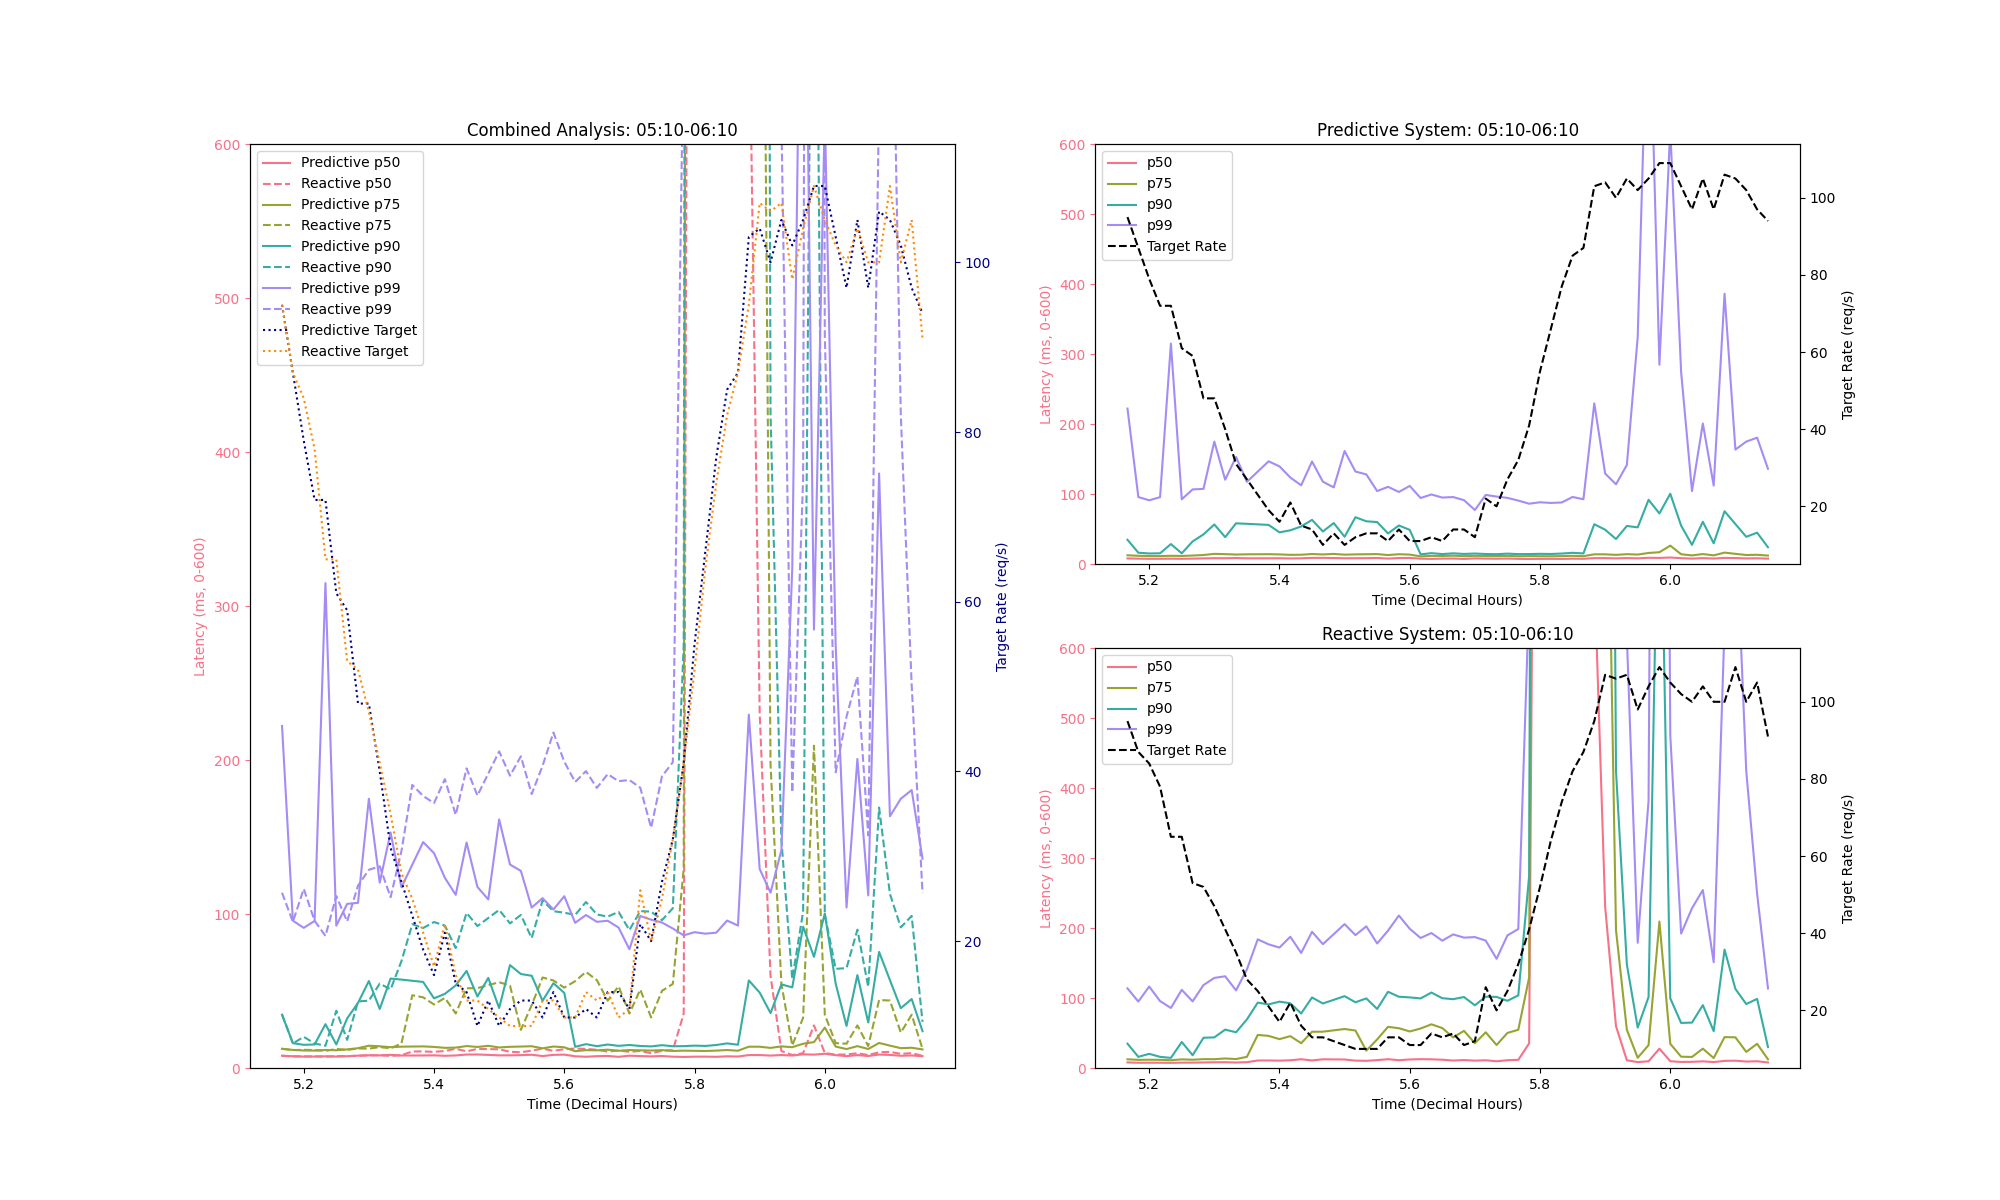 Combined Analysis: 05:10-06:10
600
500
400
300
200
100
0
Latency (ms, 0-600)
Predictive p50
Reactive p50
Predictive p75
Reactive p75
Predictive p90
Reactive p90
Predictive p99
Reactive p99
Predictive Target
Reactive Target
100
80
60
40
20
Target Rate (req/s)
5.2 5.4 5.6 5.8 6.0
Time (Decimal Hours)
Predictive System: 05:10-06:10
600
500
400
300
200
100
0
Latency (ms, 0-600)
p50
p75
p90
p99
Target Rate
100
80
60
40
20
Target Rate (req/s)
5.2 5.4 5.6 5.8 6.0
Time (Decimal Hours)
Reactive System: 05:10-06:10
600
500
400
300
200
100
0
Latency (ms, 0-600)
p50
p75
p90
p99
Target Rate
100
80
60
40
20
Target Rate (req/s)
5.2 5.4 5.6 5.8 6.0
Time (Decimal Hours)